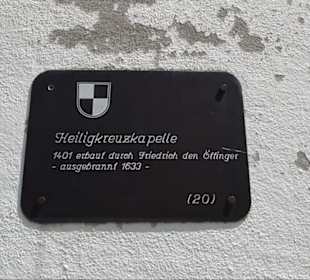 Heiligkreuzkapelle
1401 erbaut durch Friedrich den Öttinger
- ausgebrannt 1633 -
(20)